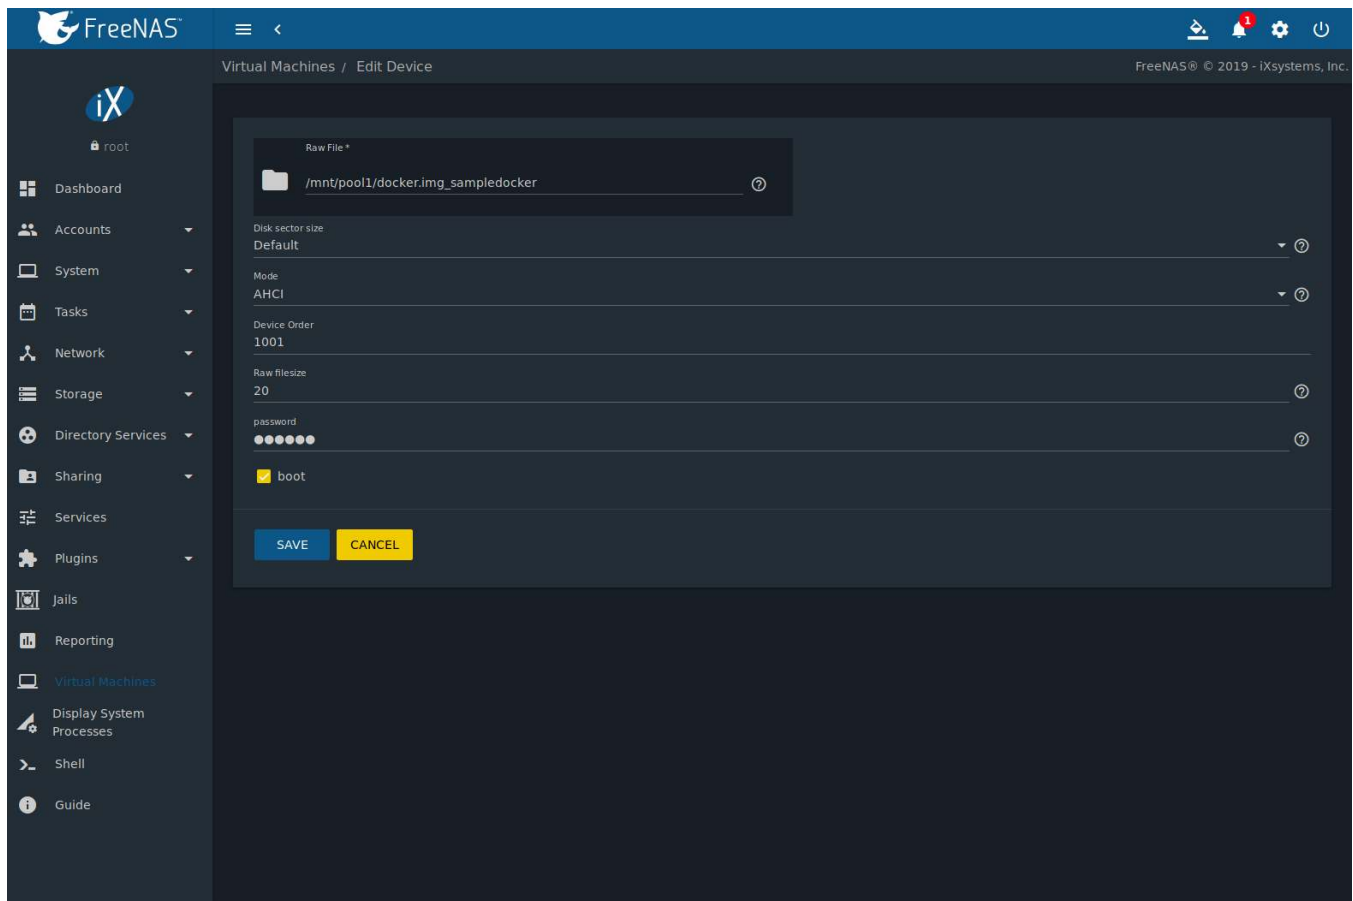 FreeNAS™
1
Virtual Machines / Edit Device
FreeNAS® © 2019 - iXsystems, Inc.
iX
root
Dashboard
Accounts
System
Tasks
Network
Storage
Directory Services
Sharing
Services
Plugins
Jails
Reporting
Virtual Machines
Display System
Processes
Shell
Guide
Raw File *
/mnt/pool1/docker.img_sampledocker
Disk sector size
Default
Mode
AHCI
Device Order
1001
Raw filesize
20
password
●●●●●●
boot
SAVE
CANCEL